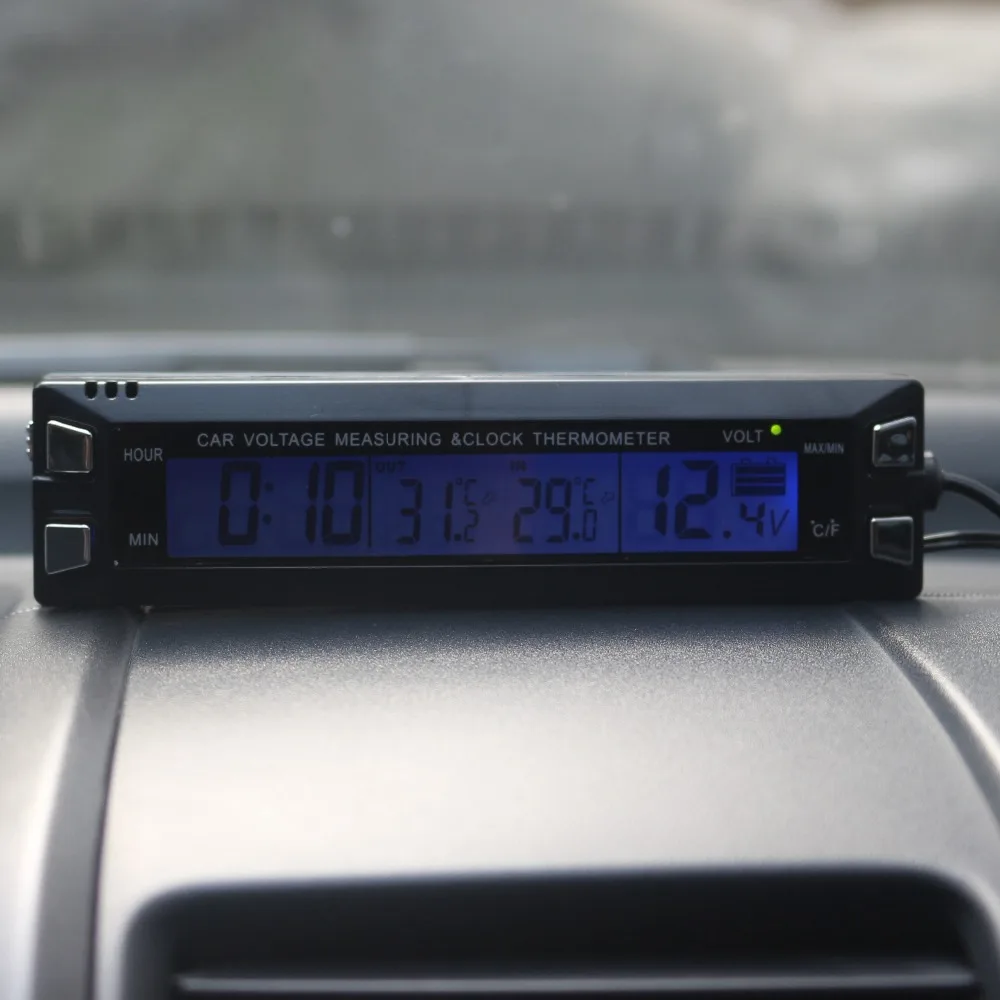 CAR VOLTAGE MEASURING &CLOCK THERMOMETER
VOLT
HOUR
MAX/MIN
OUT
IN
0:10
31.2°C
29.0°C
12.4V
MIN
°C/F